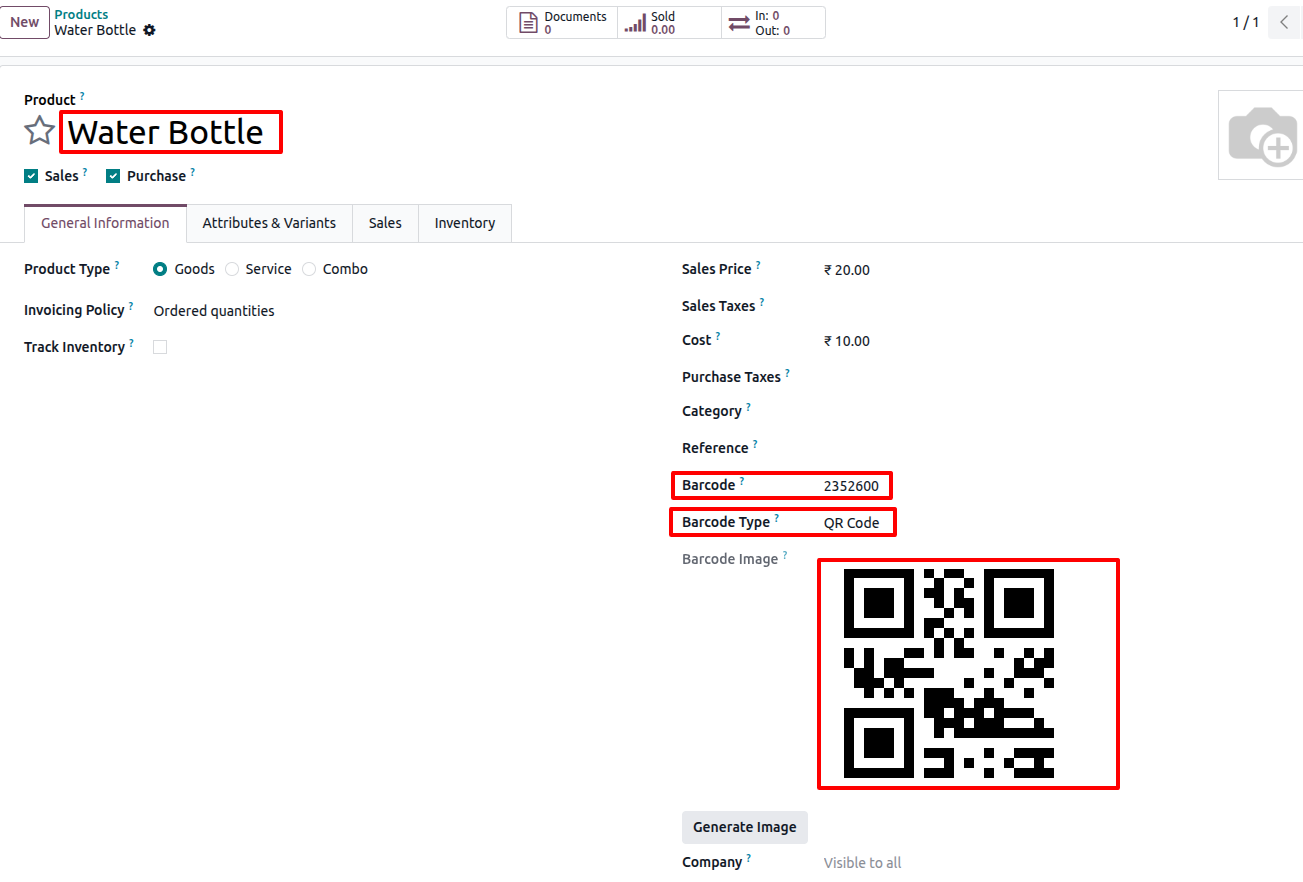 New
Products
Water Bottle
Documents
0
Sold
0.00
In: 0
Out: 0
1 / 1
Product ?
Water Bottle
Sales ? Purchase ?
General Information Attributes & Variants Sales Inventory
Product Type ? Goods Service Combo
Invoicing Policy ? Ordered quantities
Track Inventory ?
Sales Price ? ₹ 20.00
Sales Taxes ?
Cost ? ₹ 10.00
Purchase Taxes ?
Category ?
Reference ?
Barcode ? 2352600
Barcode Type ? QR Code
Barcode Image ?
Generate Image
Company ? Visible to all